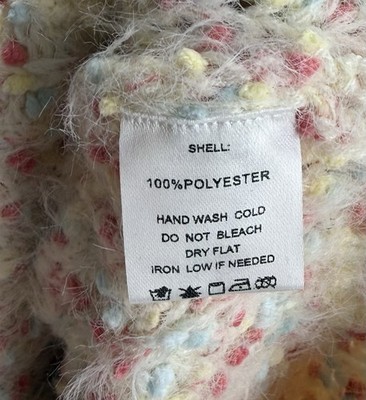 SHELL:
100%POLYESTER
HAND WASH COLD
DO NOT BLEACH
DRY FLAT
IRON LOW IF NEEDED